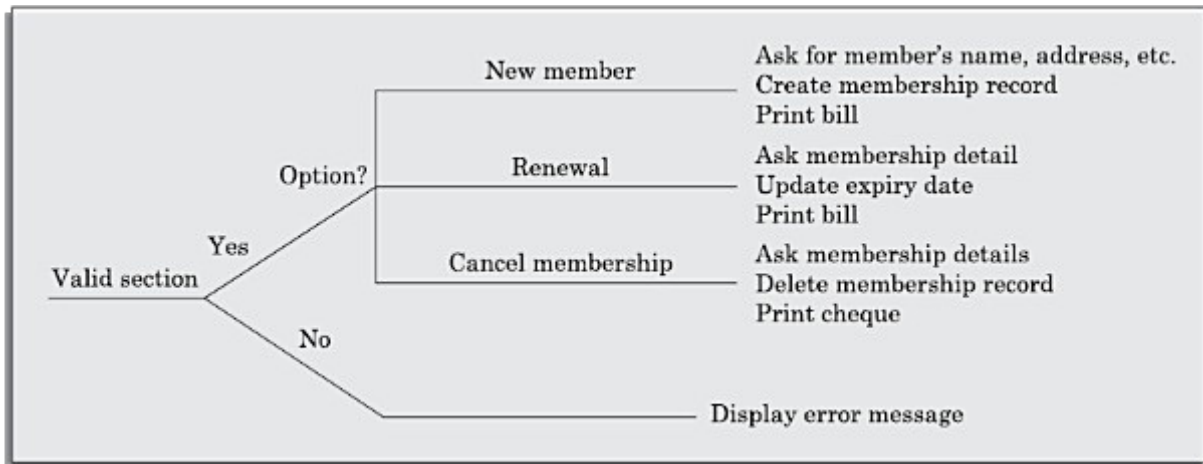 New member
Ask for member's name, address, etc.
Create membership record
Print bill
Option?
Renewal
Ask membership detail
Update expiry date
Print bill
Yes
Valid section
Cancel membership
Ask membership details
Delete membership record
Print cheque
No
Display error message